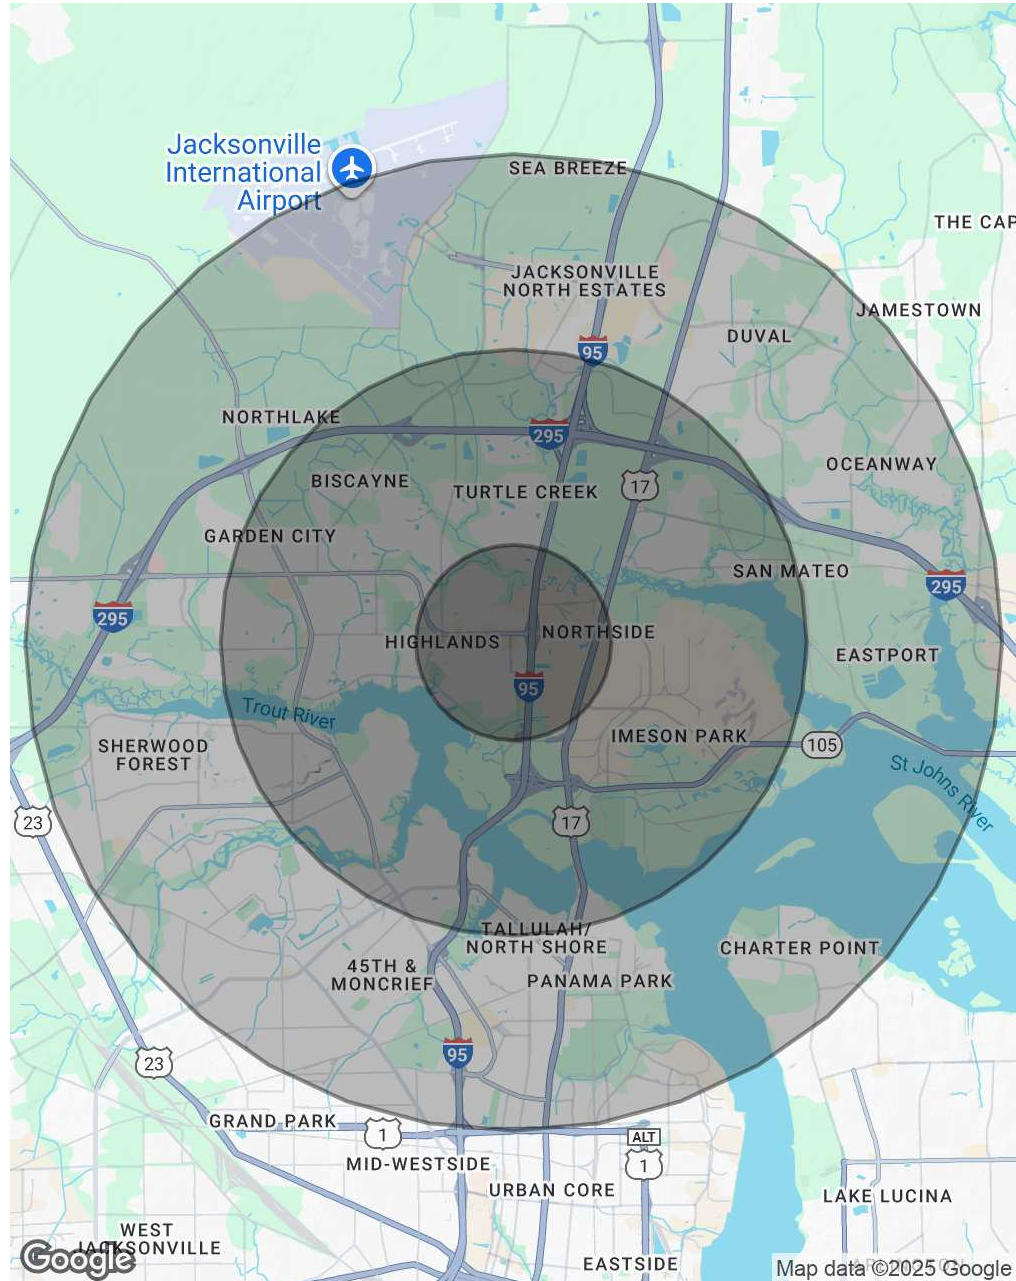 Jacksonville
International
Airport
SEA BREEZE
THE CAP
JACKSONVILLE
NORTH ESTATES
JAMESTOWN
DUVAL
95
NORTHLAKE
295
OCEANWAY
BISCAYNE
TURTLE CREEK
17
GARDEN CITY
SAN MATEO
295
295
HIGHLANDS
NORTHSIDE
EASTPORT
95
Trout River
IMESON PARK
105
SHERWOOD
FOREST
St Johns River
23
17
TALLULAH/
NORTH SHORE
CHARTER POINT
45TH &
MONCRIEF
PANAMA PARK
95
23
GRAND PARK
1
ALT
1
MID-WESTSIDE
URBAN CORE
LAKE LUCINA
WEST
JACKSONVILLE
Google
EASTSIDE
Map data ©2025 Google